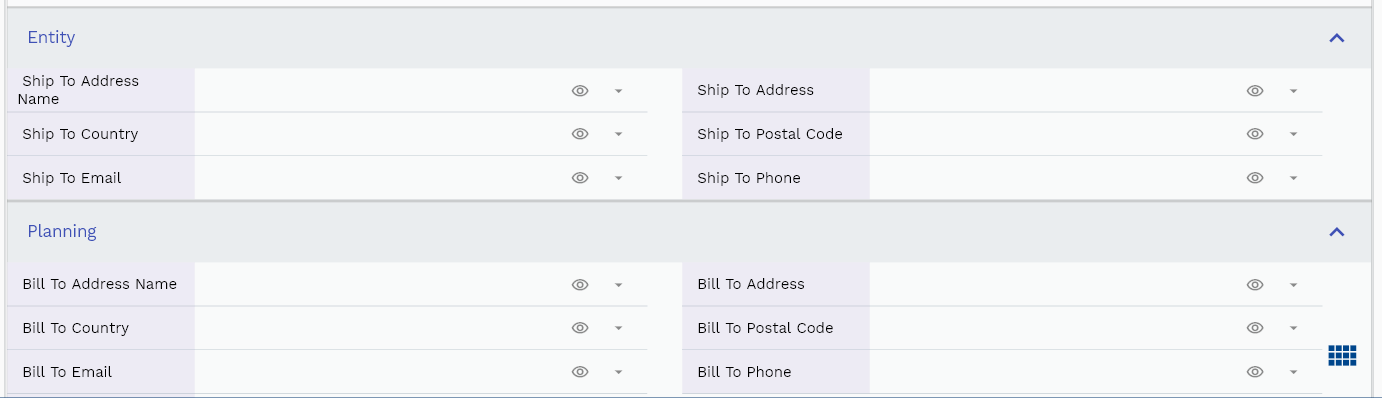 Entity
Ship To Address
Name
Ship To Address
Ship To Country
Ship To Postal Code
Ship To Email
Ship To Phone
Planning
Bill To Address Name
Bill To Address
Bill To Country
Bill To Postal Code
Bill To Email
Bill To Phone